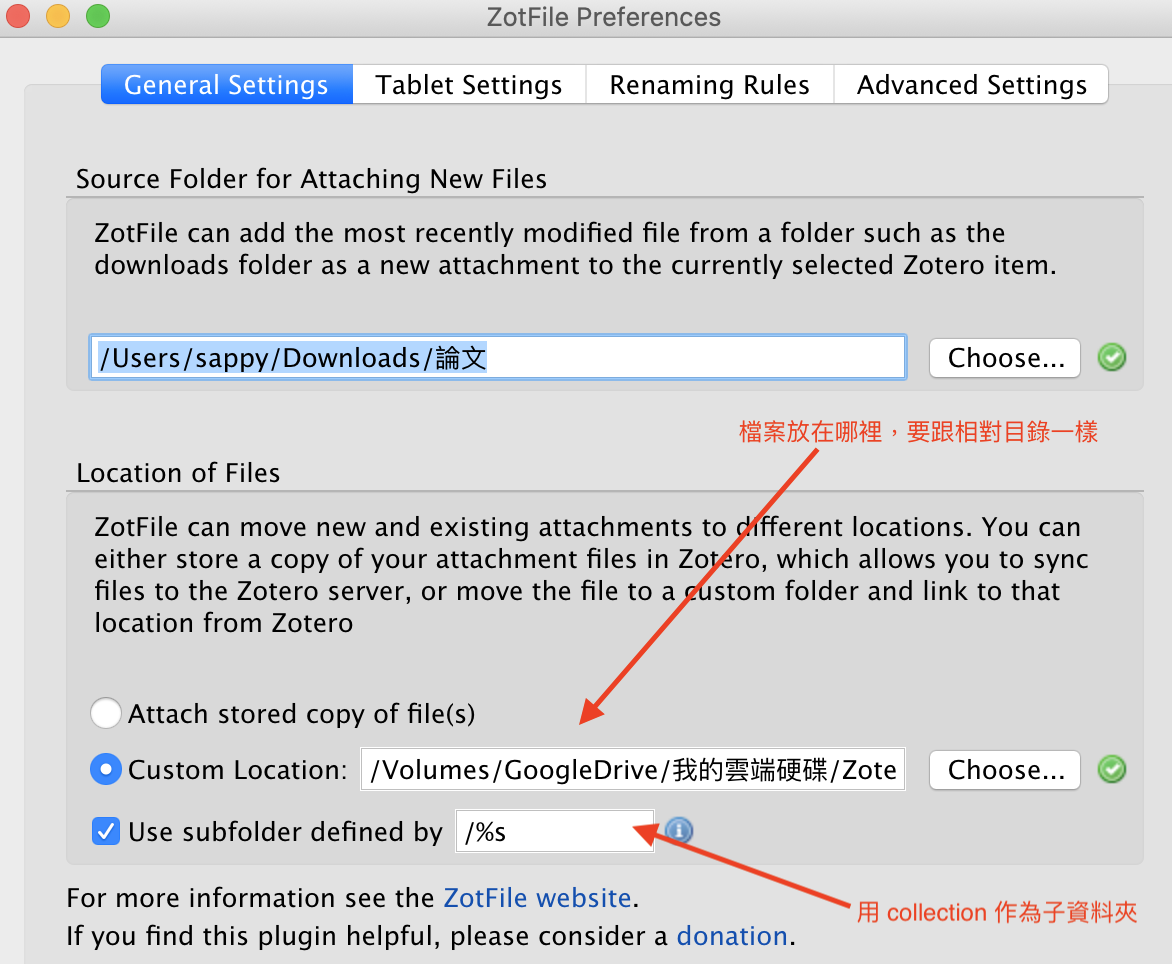 ZotFile Preferences
General Settings
Tablet Settings
Renaming Rules
Advanced Settings
Source Folder for Attaching New Files
ZotFile can add the most recently modified file from a folder such as the
downloads folder as a new attachment to the currently selected Zotero item.
/Users/sappy/Downloads/論文
Choose...
檔案放在哪裡，要跟相對目錄一樣
Location of Files
ZotFile can move new and existing attachments to different locations. You can
either store a copy of your attachment files in Zotero, which allows you to sync
files to the Zotero server, or move the file to a custom folder and link to that
location from Zotero
Attach stored copy of file(s)
Custom Location:
/Volumes/GoogleDrive/我的雲端硬碟/Zote
Choose...
Use subfolder defined by
/%s
用 collection 作為子資料夾
For more information see the ZotFile website.
If you find this plugin helpful, please consider a donation.